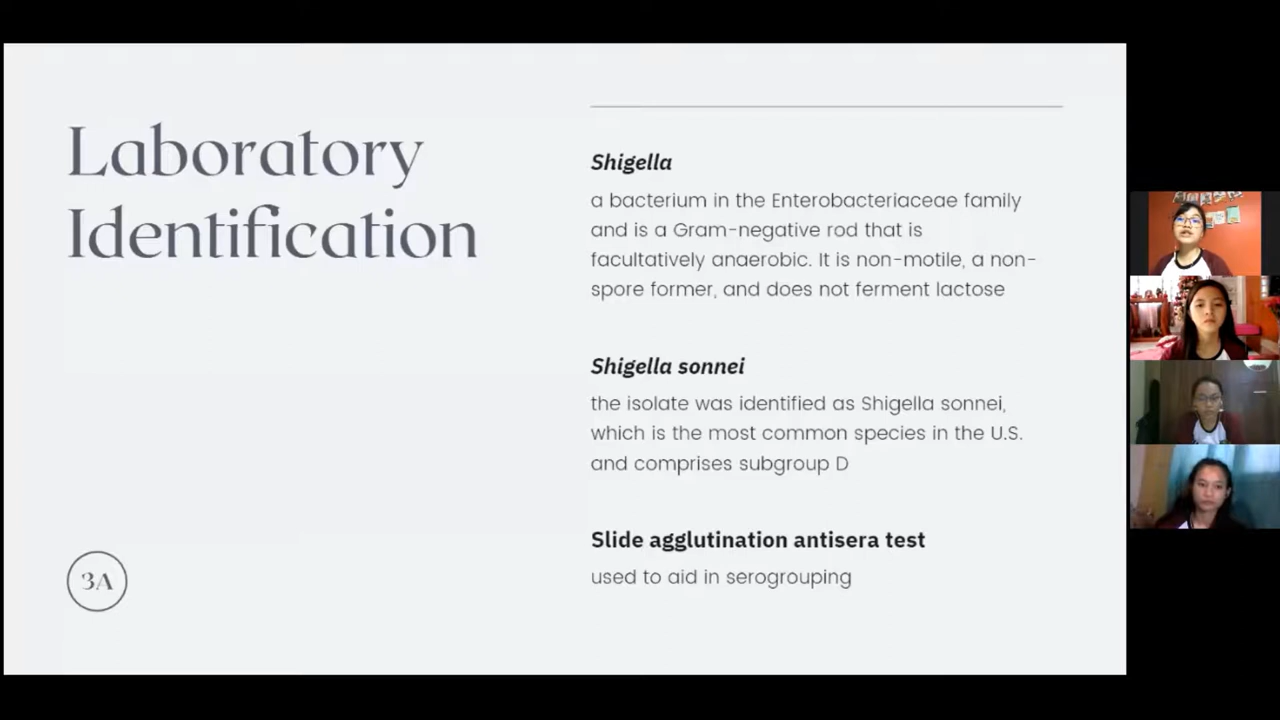 Laboratory
Identification
3A
Shigella
a bacterium in the Enterobacteriaceae family
and is a Gram-negative rod that is
facultatively anaerobic. It is non-motile, a non-
spore former, and does not ferment lactose
Shigella sonnei
the isolate was identified as Shigella sonnei,
which is the most common species in the U.S.
and comprises subgroup D
Slide agglutination antisera test
used to aid in serogrouping